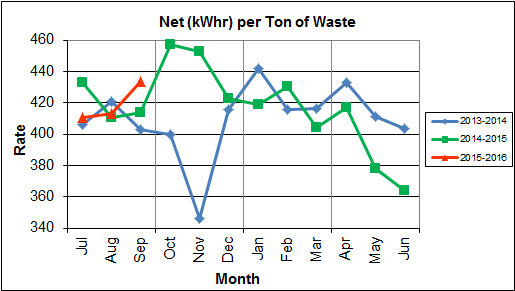 Net (kWhr) per Ton of Waste
460
440
420
400
380
360
340
Rate
Jul
Aug
Sep
Oct
Nov
Dec
Jan
Feb
Mar
Apr
May
Jun
Month
2013-2014
2014-2015
2015-2016